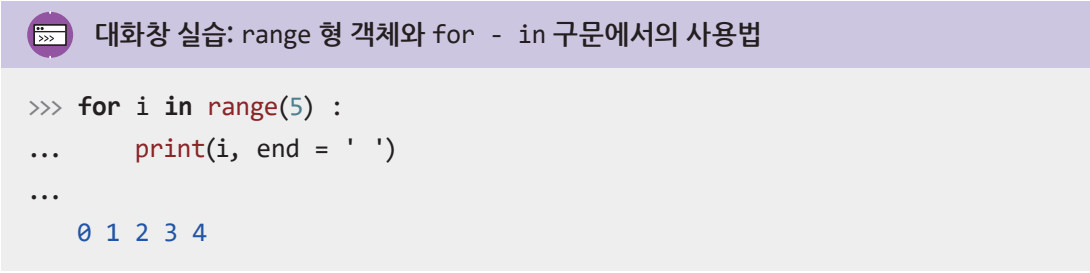 대화창 실습: range 형 객체와 for - in 구문에서의 사용법
>>> for i in range(5) :
...     print(i, end = ' ')
...
0 1 2 3 4